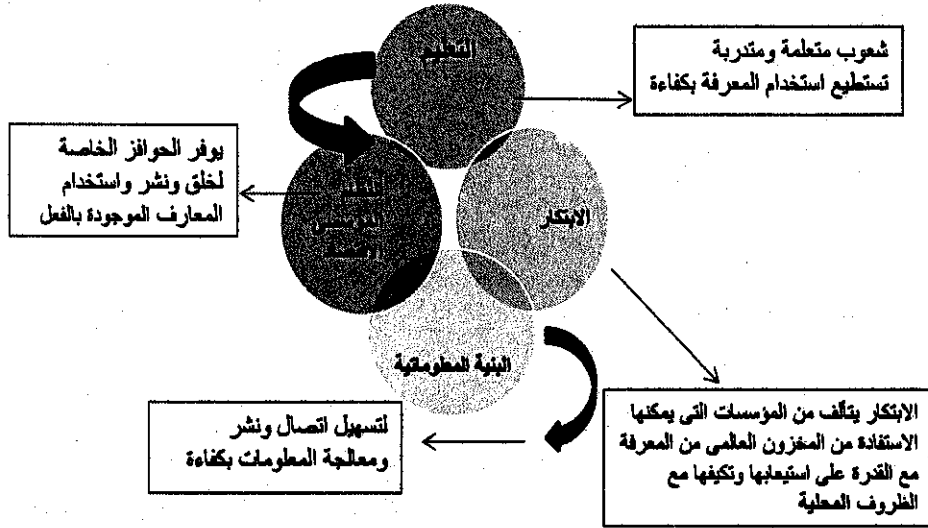 التعليم
شعوب متعلمة ومتدربة
تستطيع استخدام المعرفة بكفاءة
يوفر الحوافز الخاصة
لخلق ونشر واستخدام
المعارف الموجودة بالفعل
الابتكار
البنية المعلوماتية
لتسهيل اتصال ونشر
ومعالجة المعلومات بكفاءة
الابتكار يتألف من المؤسسات التى يمكنها
الاستفادة من المخزون العالمى من المعرفة
مع القدرة على استيعابها وتكيفها مع
الظروف المحلية